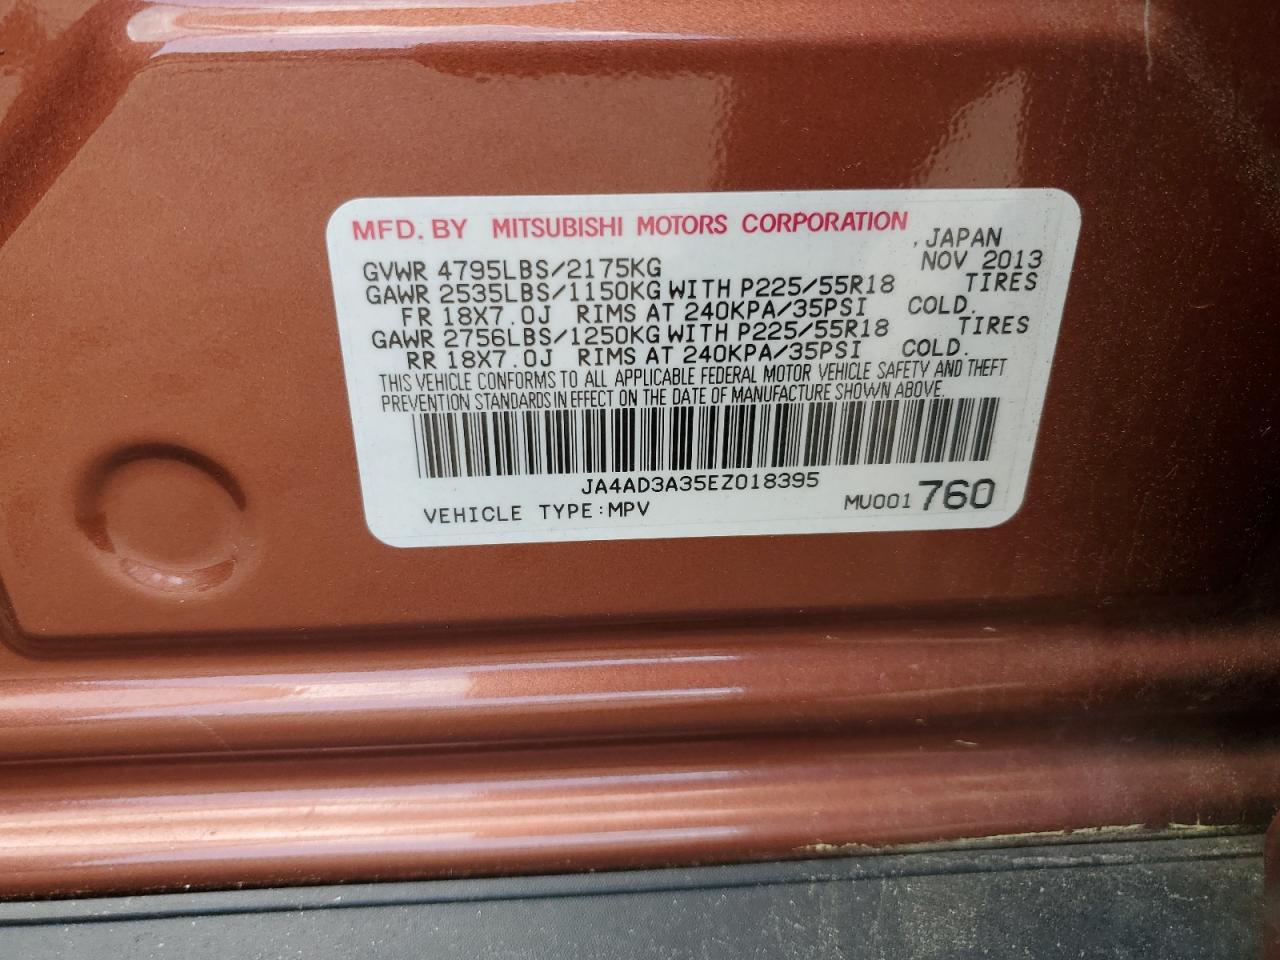 MFD. BY MITSUBISHI MOTORS CORPORATION
, JAPAN
GVWR 4795LBS/2175KG NOV 2013
GAWR 2535LBS/1150KG WITH P225/55R18 TIRES
FR 18X7.0J RIMS AT 240KPA/35PSI COLD.
GAWR 2756LBS/1250KG WITH P225/55R18 TIRES
RR 18X7.0J RIMS AT 240KPA/35PSI COLD.
THIS VEHICLE CONFORMS TO ALL APPLICABLE FEDERAL MOTOR VEHICLE SAFETY AND THEFT
PREVENTION STANDARDS IN EFFECT ON THE DATE OF MANUFACTURE SHOWN ABOVE.
JA4AD3A35EZ018395
VEHICLE TYPE:MPV MU001 760